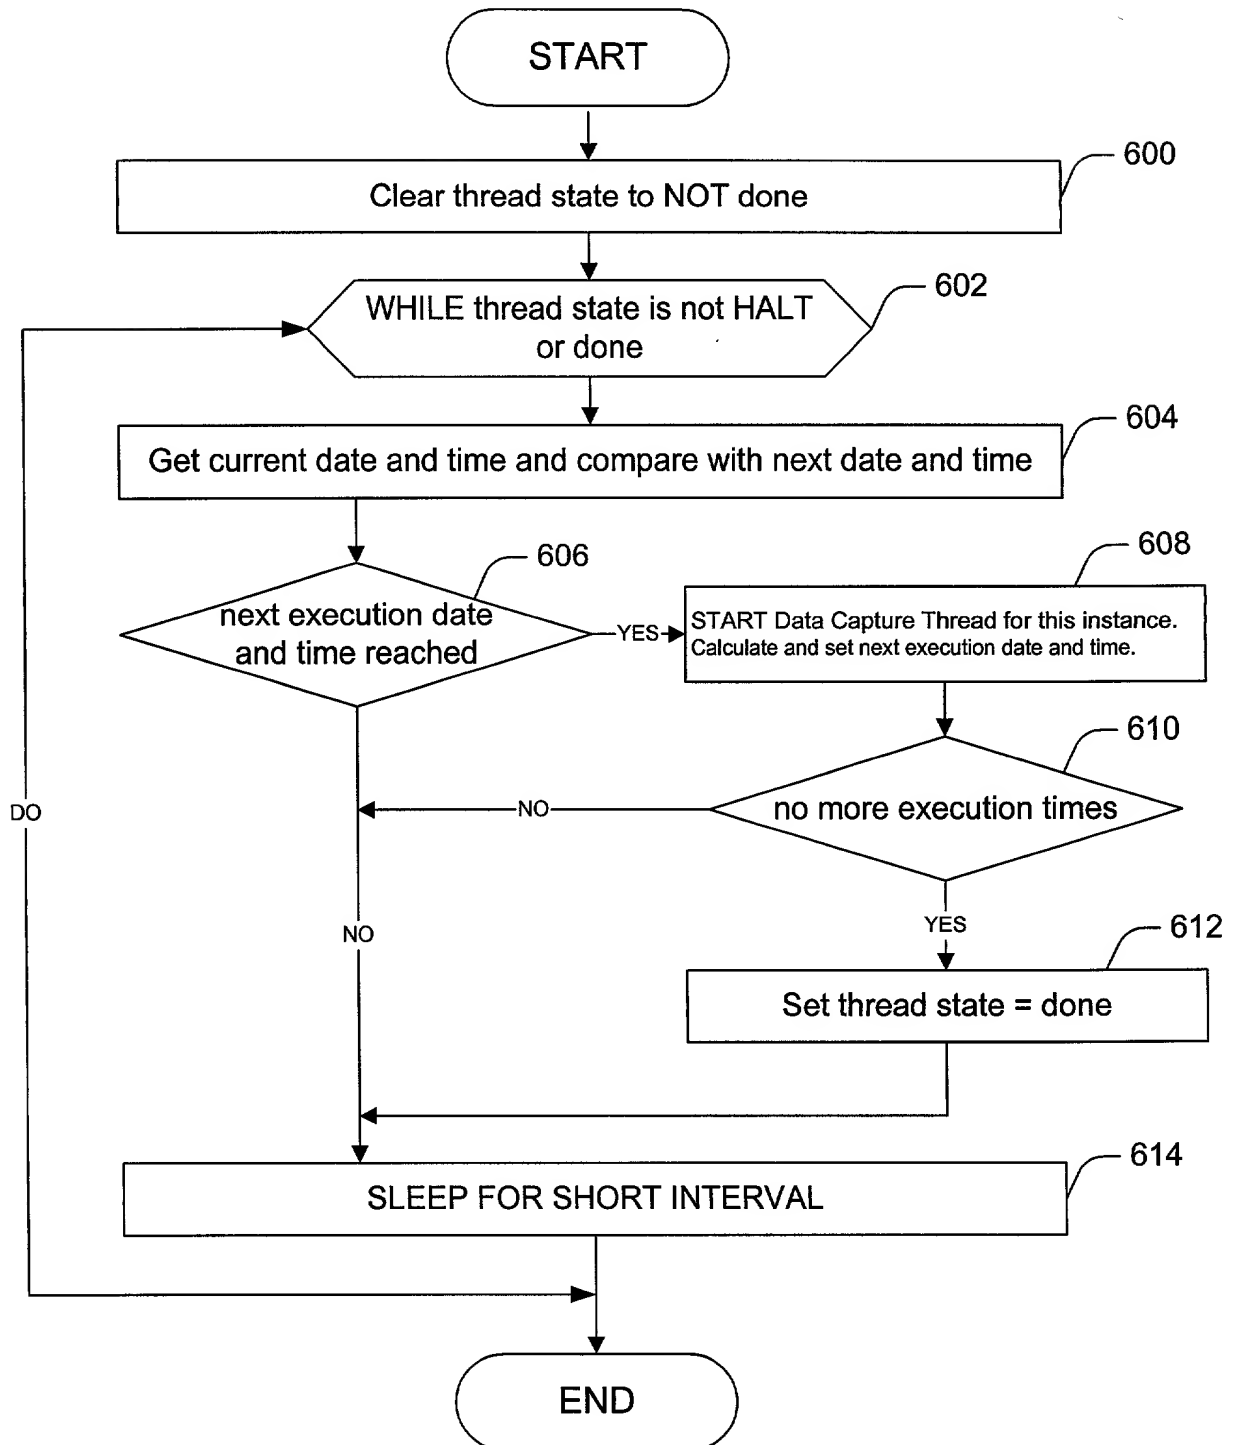 START
600
Clear thread state to NOT done
602
WHILE thread state is not HALT
or done
604
Get current date and time and compare with next date and time
606
608
next execution date
and time reached
YES
START Data Capture Thread for this instance.
Calculate and set next execution date and time.
610
DO
NO
no more execution times
NO
YES
612
Set thread state = done
614
SLEEP FOR SHORT INTERVAL
END